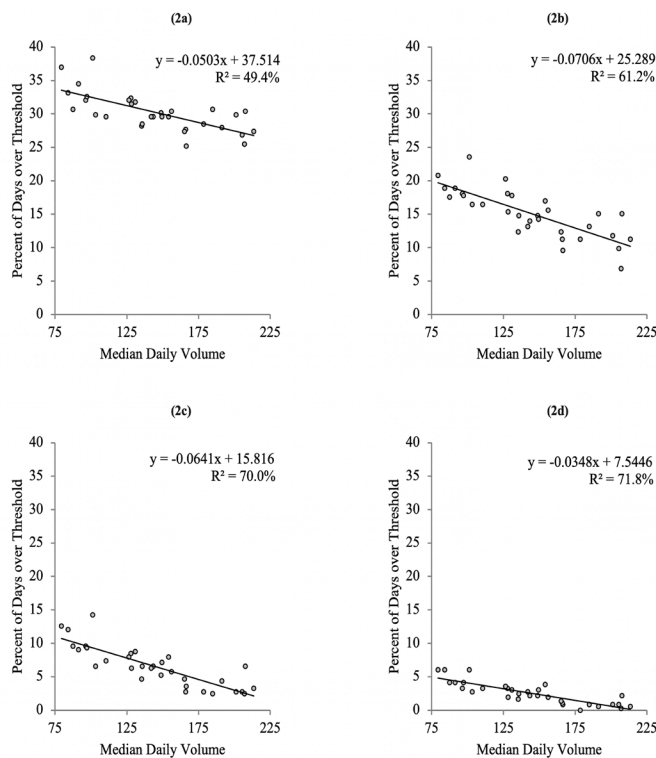 (2a)
y = -0.0503x + 37.514
R² = 49.4%
40
35
30
25
20
15
10
5
0
75
125
175
225
Percent of Days over Threshold
Median Daily Volume
(2b)
y = -0.0706x + 25.289
R² = 61.2%
40
35
30
25
20
15
10
5
0
75
125
175
225
Percent of Days over Threshold
Median Daily Volume
(2c)
y = -0.0641x + 15.816
R² = 70.0%
40
35
30
25
20
15
10
5
0
75
125
175
225
Percent of Days over Threshold
Median Daily Volume
(2d)
y = -0.0348x + 7.5446
R² = 71.8%
40
35
30
25
20
15
10
5
0
75
125
175
225
Percent of Days over Threshold
Median Daily Volume